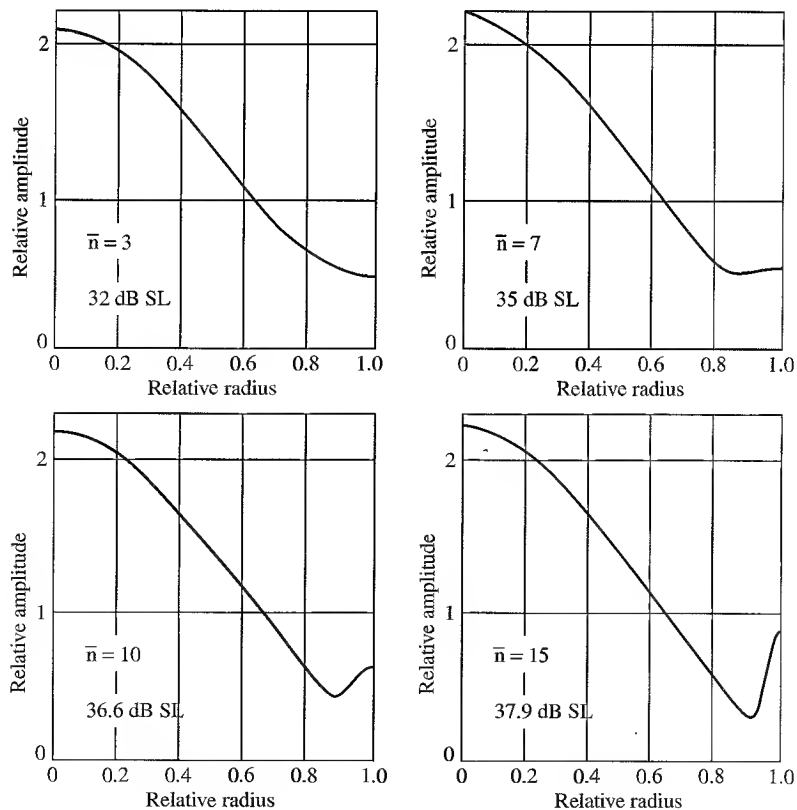 2
1
0
Relative amplitude
n̄ = 3
32 dB SL
0 0.2 0.4 0.6 0.8 1.0
Relative radius
2
1
0
Relative amplitude
n̄ = 7
35 dB SL
0 0.2 0.4 0.6 0.8 1.0
Relative radius
2
1
0
Relative amplitude
n̄ = 10
36.6 dB SL
0 0.2 0.4 0.6 0.8 1.0
Relative radius
2
1
0
Relative amplitude
n̄ = 15
37.9 dB SL
0 0.2 0.4 0.6 0.8 1.0
Relative radius